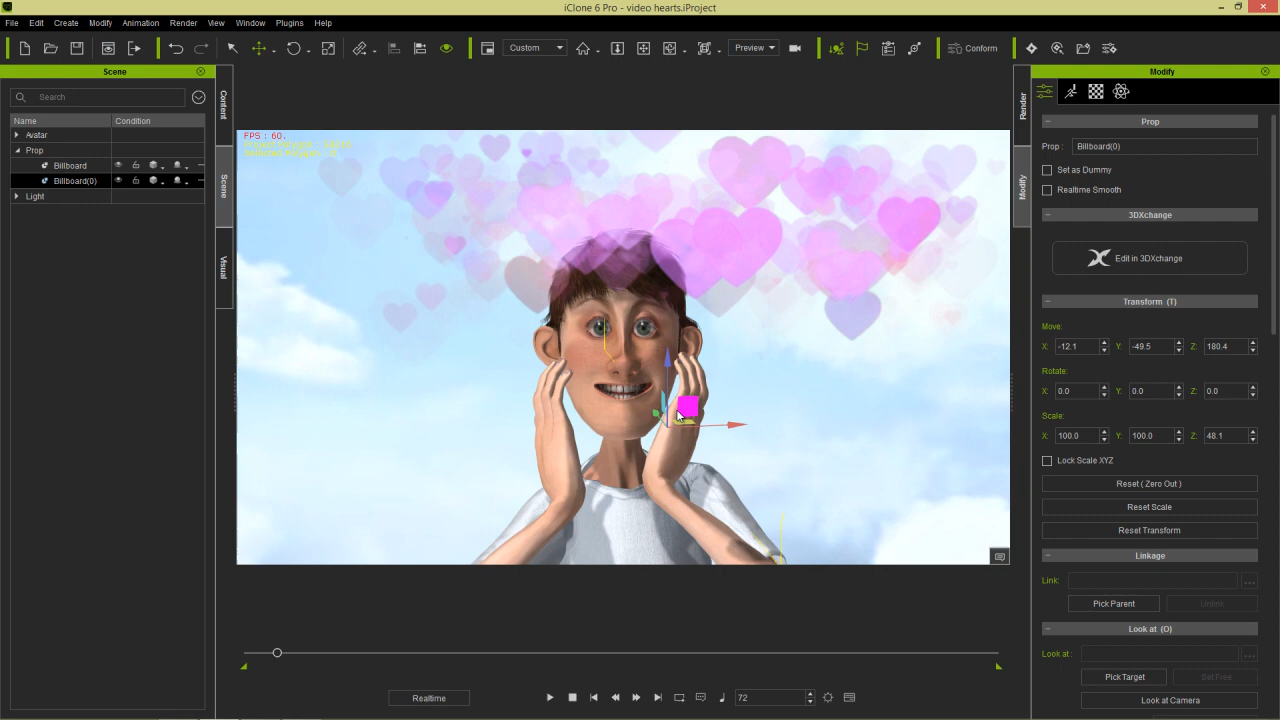 iClone 6 Pro - video hearts.iProject
File Edit Create Modify Animation Render View Window Plugins Help
Custom Preview Conform
Scene
Search
Name Condition
Avatar
Prop
Billboard
Billboard(0)
Light
Content
Scene
Visual
FPS : 60.
Realtime
72
Render
Modify
Modify
Prop
Prop : Billboard(0)
Set as Dummy
Realtime Smooth
3DXchange
Edit in 3DXchange
Transform (T)
Move:
X: -12.1 Y: -49.5 Z: 180.4
Rotate:
X: 0.0 Y: 0.0 Z: 0.0
Scale:
X: 100.0 Y: 100.0 Z: 48.1
Lock Scale XYZ
Reset ( Zero Out )
Reset Scale
Reset Transform
Linkage
Link: ...
Pick Parent Unlink
Look at (O)
Look at : ...
Pick Target Set Free
Look at Camera